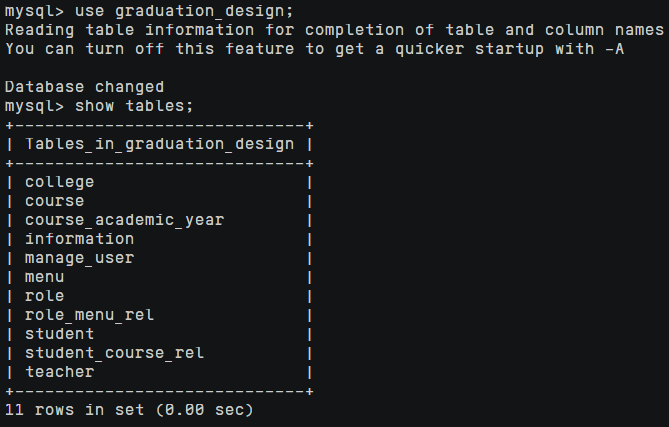 mysql> use graduation_design;
Reading table information for completion of table and column names
You can turn off this feature to get a quicker startup with -A

Database changed
mysql> show tables;
+-----------------------------+
| Tables_in_graduation_design |
+-----------------------------+
| college                     |
| course                      |
| course_academic_year        |
| information                 |
| manage_user                 |
| menu                        |
| role                        |
| role_menu_rel               |
| student                     |
| student_course_rel          |
| teacher                     |
+-----------------------------+
11 rows in set (0.00 sec)